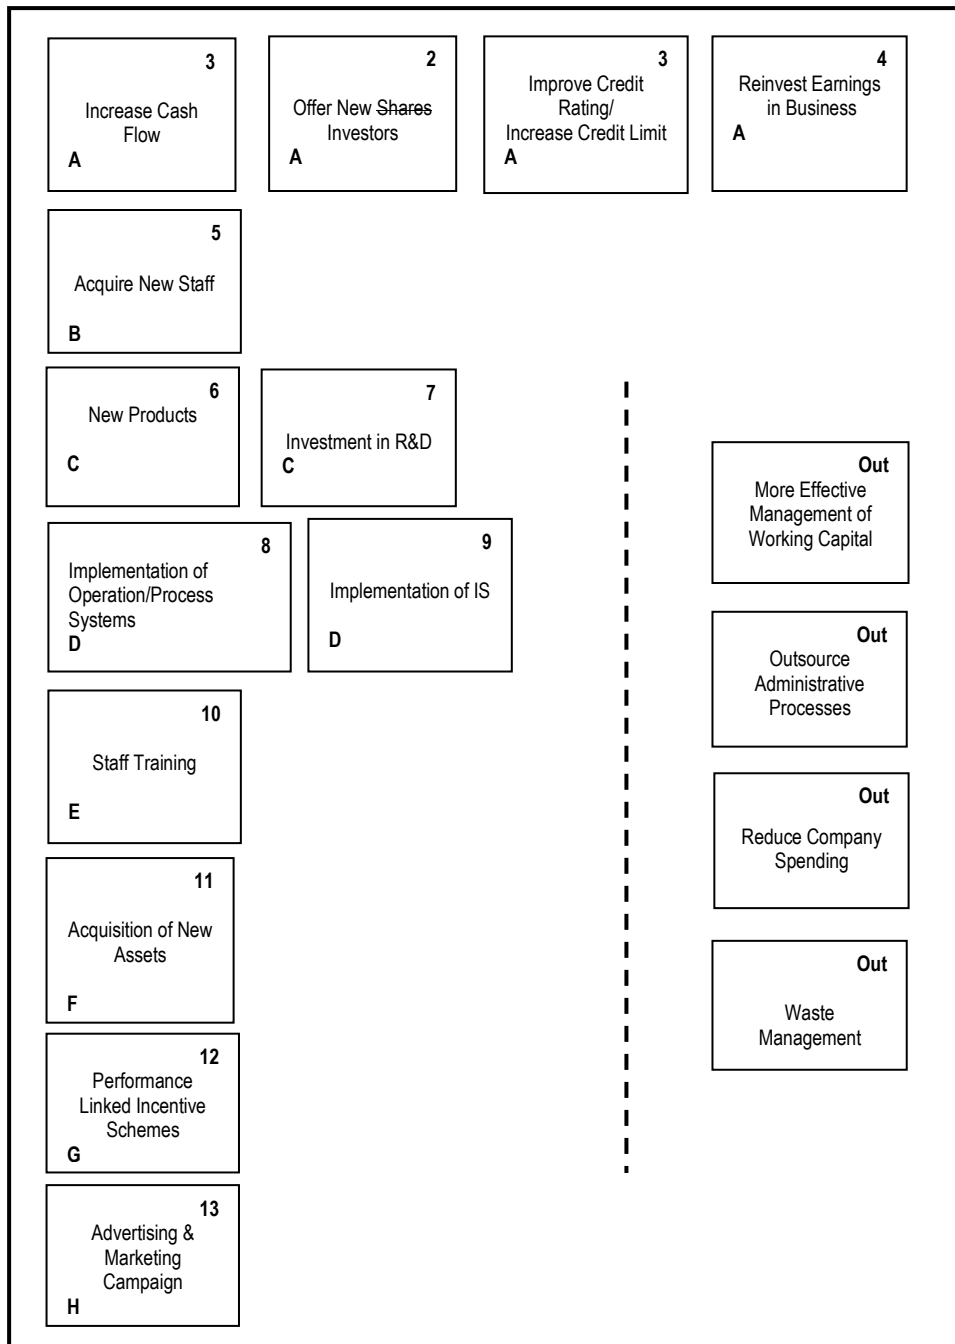 3
Increase Cash
Flow
A
2
Offer New Shares
Investors
A
3
Improve Credit
Rating/
Increase Credit Limit
A
4
Reinvest Earnings
in Business
A
5
Acquire New Staff
B
6
New Products
C
7
Investment in R&D
C
Out
More Effective
Management of
Working Capital
8
Implementation of
Operation/Process
Systems
D
9
Implementation of IS
D
Out
Outsource
Administrative
Processes
10
Staff Training
E
Out
Reduce Company
Spending
11
Acquisition of New
Assets
F
Out
Waste
Management
12
Performance
Linked Incentive
Schemes
G
13
Advertising &
Marketing
Campaign
H